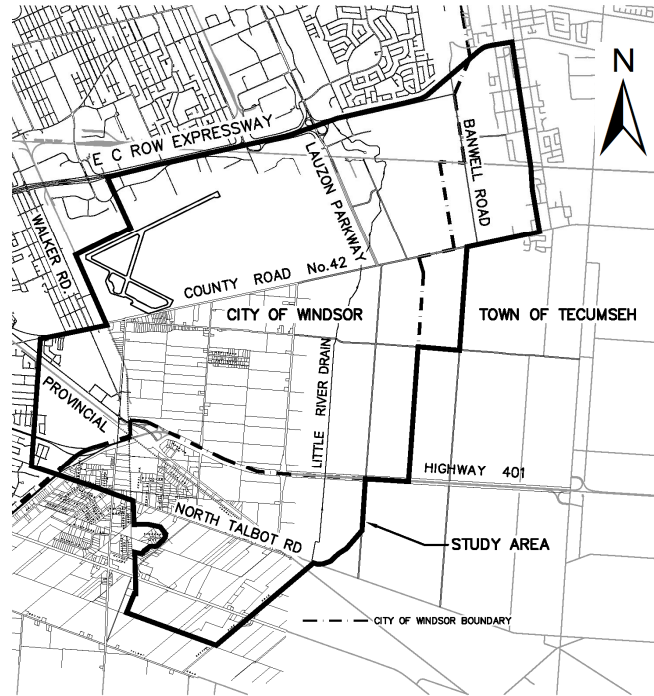 N
E C ROW EXPRESSWAY
BANWELL ROAD
LAUZON PARKWAY
WALKER RD.
COUNTY ROAD No.42
CITY OF WINDSOR
TOWN OF TECUMSEH
LITTLE RIVER DRAIN
PROVINCIAL
HIGHWAY 401
NORTH TALBOT RD
STUDY AREA
CITY OF WINDSOR BOUNDARY